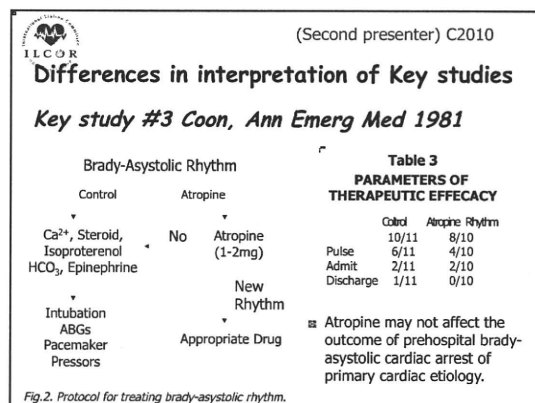 (Second presenter) C2010
ILCOR
Differences in interpretation of Key studies
Key study #3 Coon, Ann Emerg Med 1981
Brady-Asystolic Rhythm
Control Atropine
Ca²⁺, Steroid,
Isoproterenol
HCO₃, Epinephrine
No
Atropine
(1-2mg)
New
Rhythm
Intubation
ABGs
Pacemaker
Pressors
Appropriate Drug
Fig.2. Protocol for treating brady-asystolic rhythm.
Table 3
PARAMETERS OF
THERAPEUTIC EFFECACY
Control Atropine Rhythm
10/11 8/10
Pulse 6/11 4/10
Admit 2/11 2/10
Discharge 1/11 0/10
Atropine may not affect the
outcome of prehospital brady-
asystolic cardiac arrest of
primary cardiac etiology.